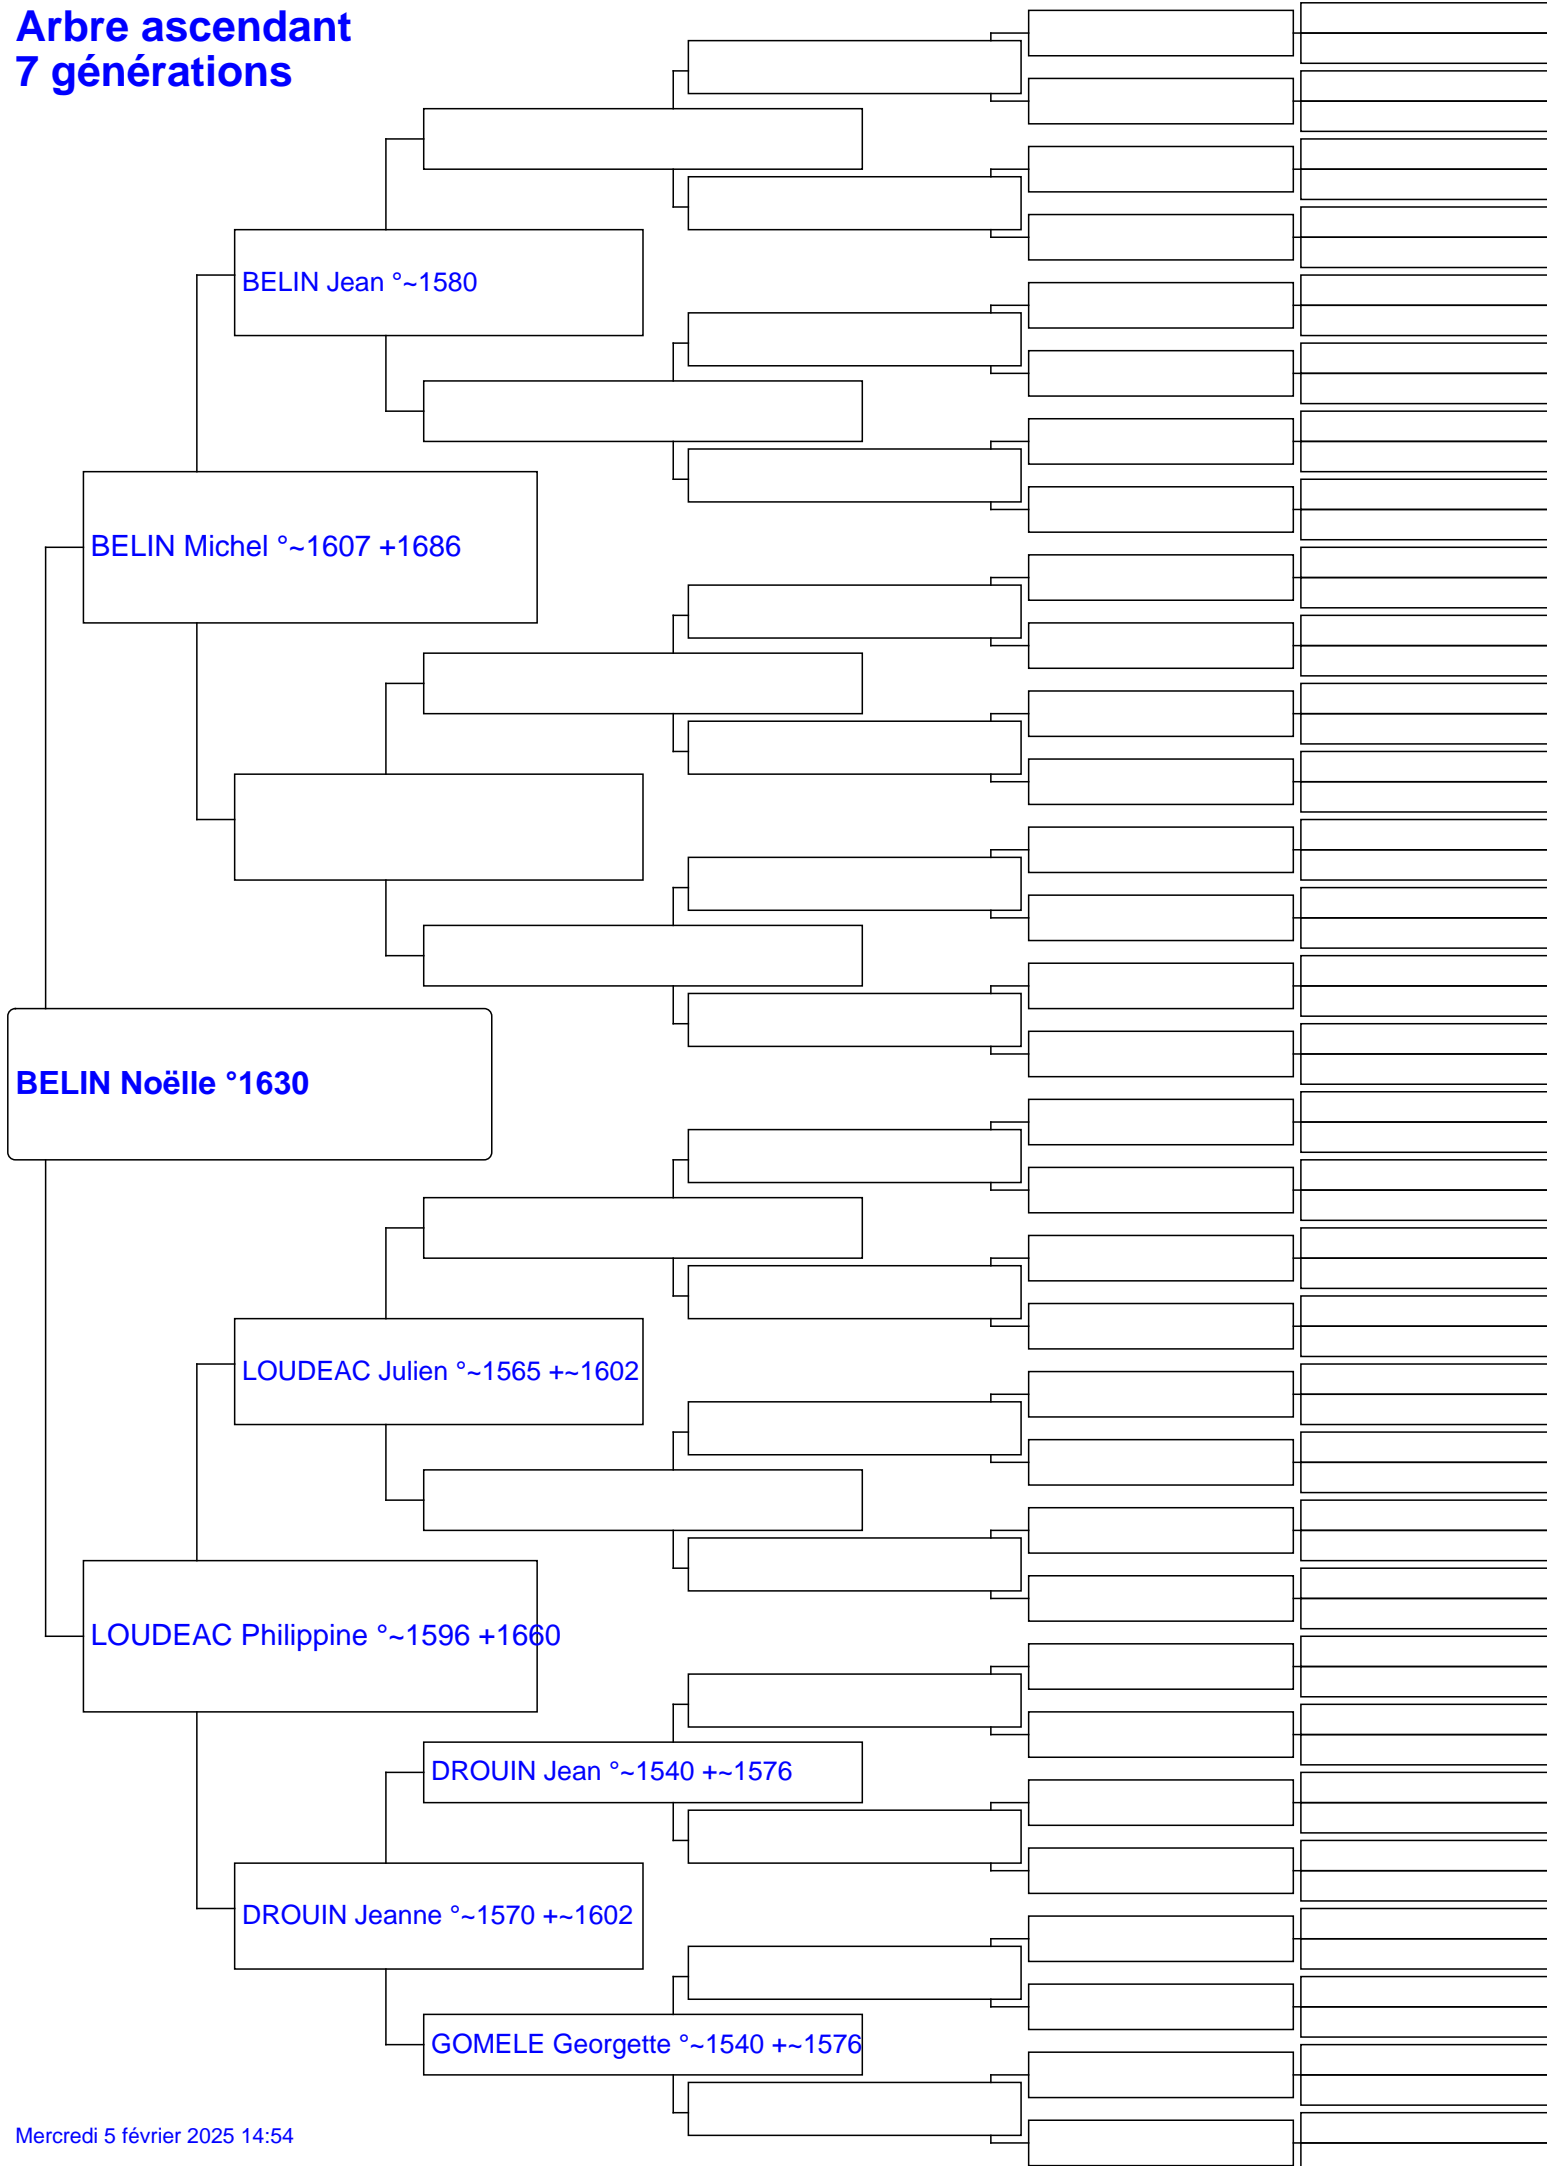 Arbre ascendant
7 générations
BELIN Jean °~1580
BELIN Michel °~1607 +1686
BELIN Noëlle °1630
LOUDEAC Julien °~1565 +~1602
LOUDEAC Philippine °~1596 +1660
DROUIN Jean °~1540 +~1576
DROUIN Jeanne °~1570 +~1602
GOMELE Georgette °~1540 +~1576
Mercredi 5 février 2025 14:54